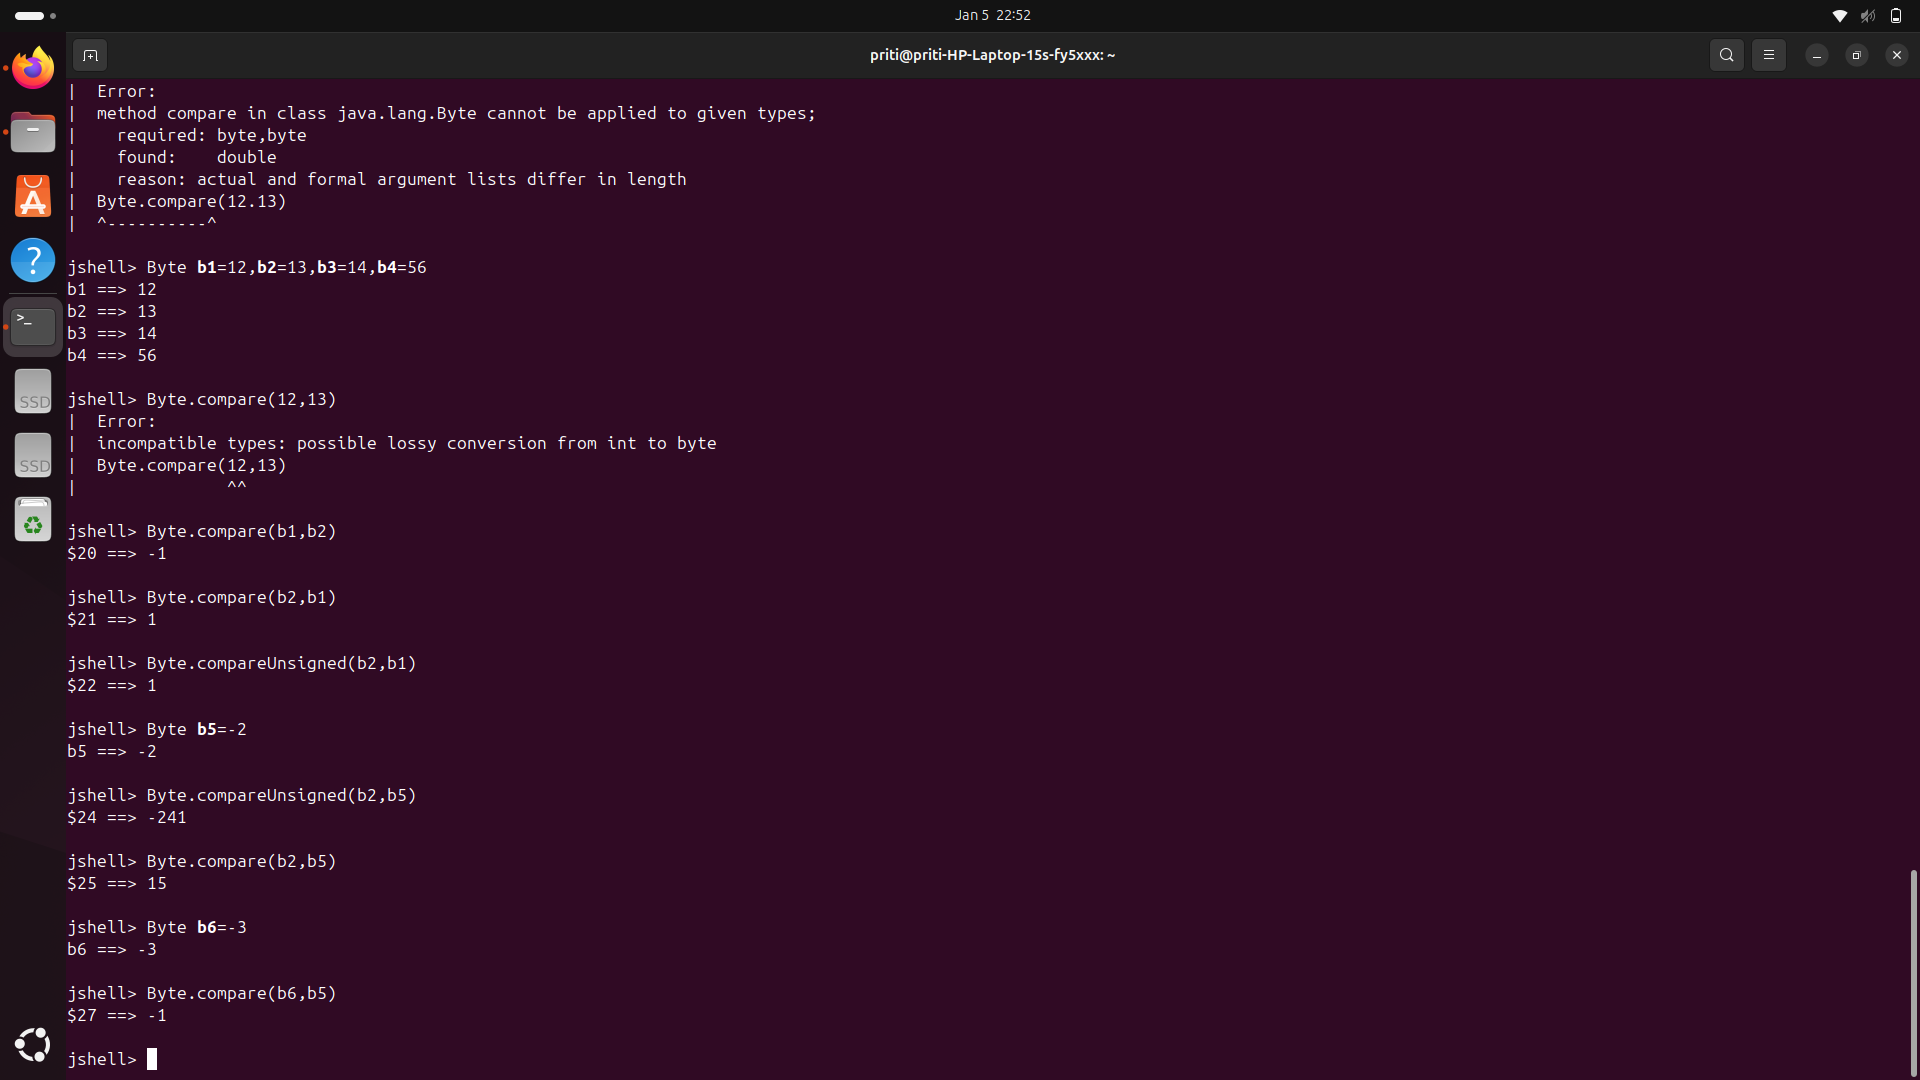 Jan 5 22:52
priti@priti-HP-Laptop-15s-fy5xxx: ~
|  Error:
|  method compare in class java.lang.Byte cannot be applied to given types;
|    required: byte,byte
|    found:    double
|    reason: actual and formal argument lists differ in length
|  Byte.compare(12.13)
|  ^----------^
jshell> Byte b1=12,b2=13,b3=14,b4=56
b1 ==> 12
b2 ==> 13
b3 ==> 14
b4 ==> 56
jshell> Byte.compare(12,13)
|  Error:
|  incompatible types: possible lossy conversion from int to byte
|  Byte.compare(12,13)
|               ^^
jshell> Byte.compare(b1,b2)
$20 ==> -1
jshell> Byte.compare(b2,b1)
$21 ==> 1
jshell> Byte.compareUnsigned(b2,b1)
$22 ==> 1
jshell> Byte b5=-2
b5 ==> -2
jshell> Byte.compareUnsigned(b2,b5)
$24 ==> -241
jshell> Byte.compare(b2,b5)
$25 ==> 15
jshell> Byte b6=-3
b6 ==> -3
jshell> Byte.compare(b6,b5)
$27 ==> -1
jshell>
?
>_
SSD
SSD